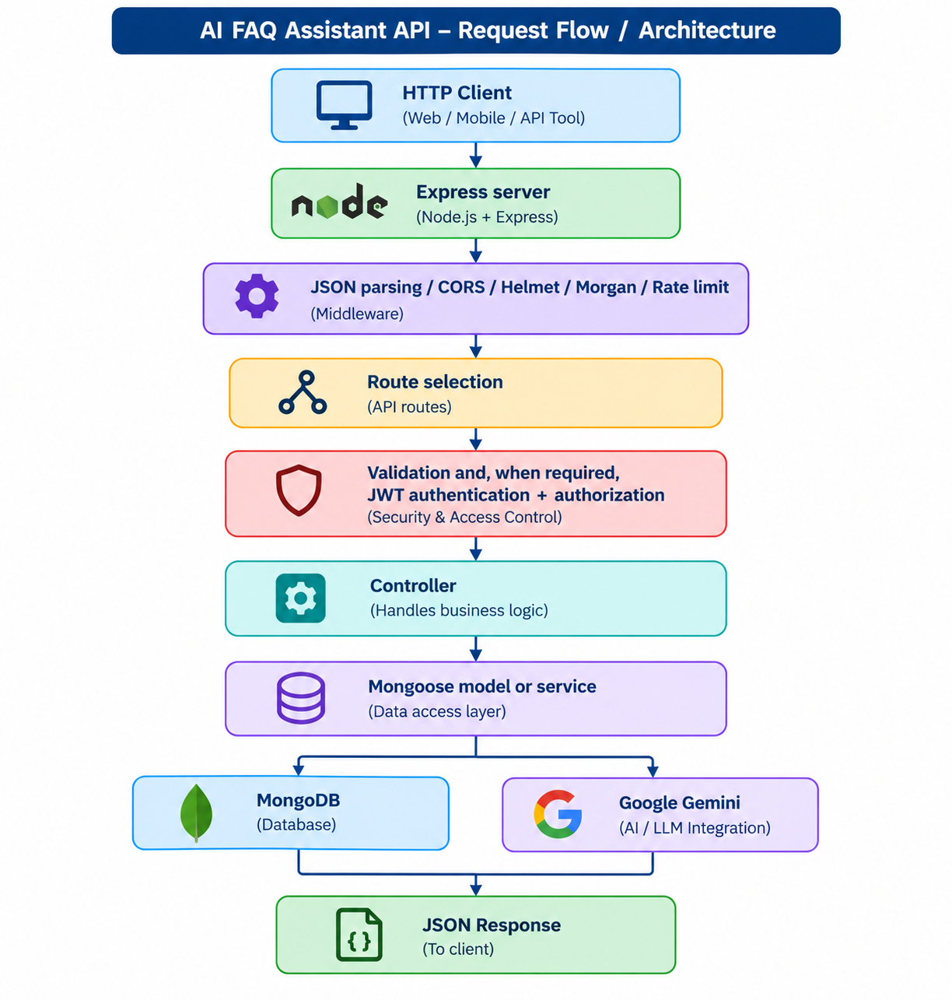 AI FAQ Assistant API – Request Flow / Architecture
HTTP Client
(Web / Mobile / API Tool)
node
Express server
(Node.js + Express)
JSON parsing / CORS / Helmet / Morgan / Rate limit
(Middleware)
Route selection
(API routes)
Validation and, when required,
JWT authentication + authorization
(Security & Access Control)
Controller
(Handles business logic)
Mongoose model or service
(Data access layer)
MongoDB
(Database)
Google Gemini
(AI / LLM Integration)
{ }
JSON Response
(To client)